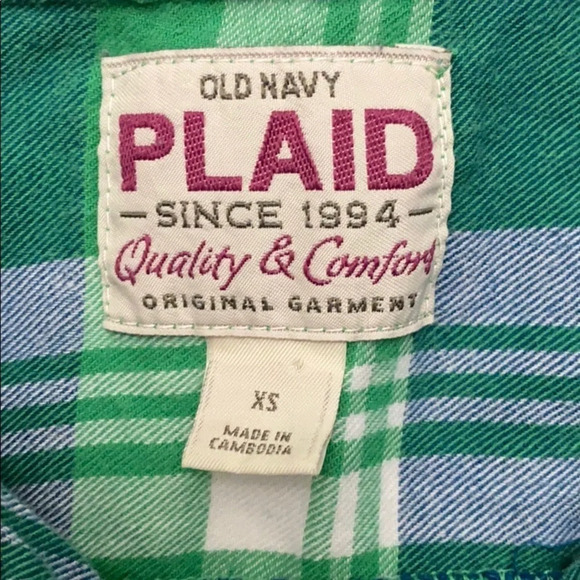 OLD NAVY
PLAID
—SINCE 1994—
Quality & Comfort
ORIGINAL GARMENT
XS
MADE IN
CAMBODIA